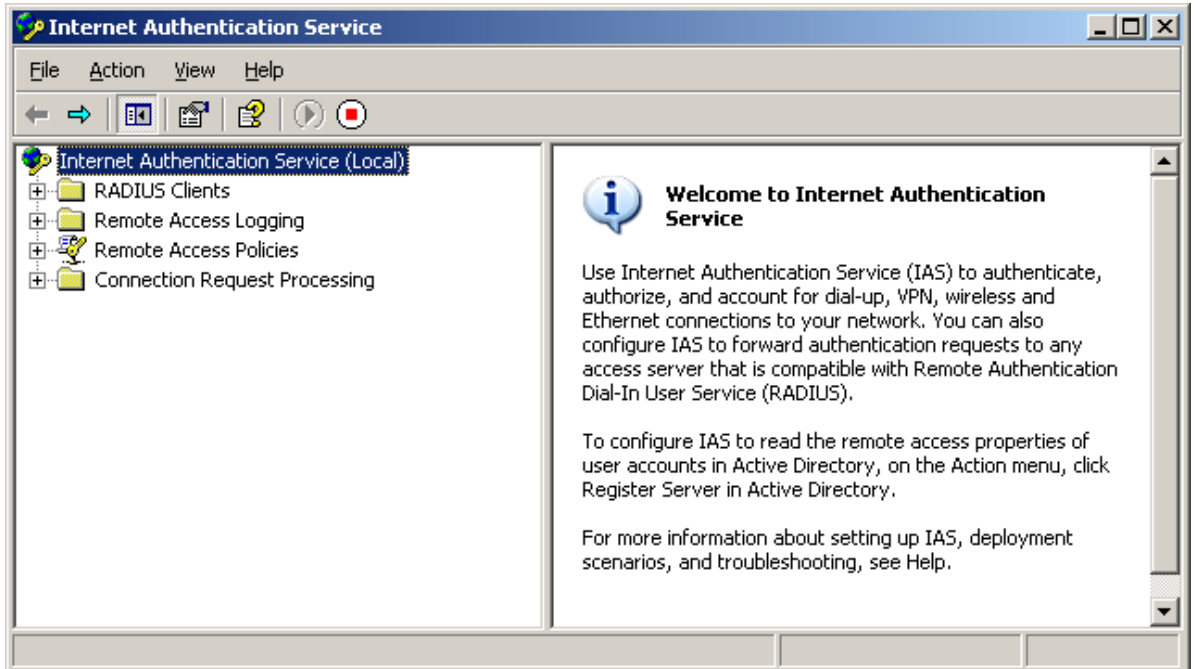 Internet Authentication Service
File Action View Help
Internet Authentication Service (Local)
RADIUS Clients
Remote Access Logging
Remote Access Policies
Connection Request Processing
Welcome to Internet Authentication
Service
Use Internet Authentication Service (IAS) to authenticate,
authorize, and account for dial-up, VPN, wireless and
Ethernet connections to your network. You can also
configure IAS to forward authentication requests to any
access server that is compatible with Remote Authentication
Dial-In User Service (RADIUS).
To configure IAS to read the remote access properties of
user accounts in Active Directory, on the Action menu, click
Register Server in Active Directory.
For more information about setting up IAS, deployment
scenarios, and troubleshooting, see Help.